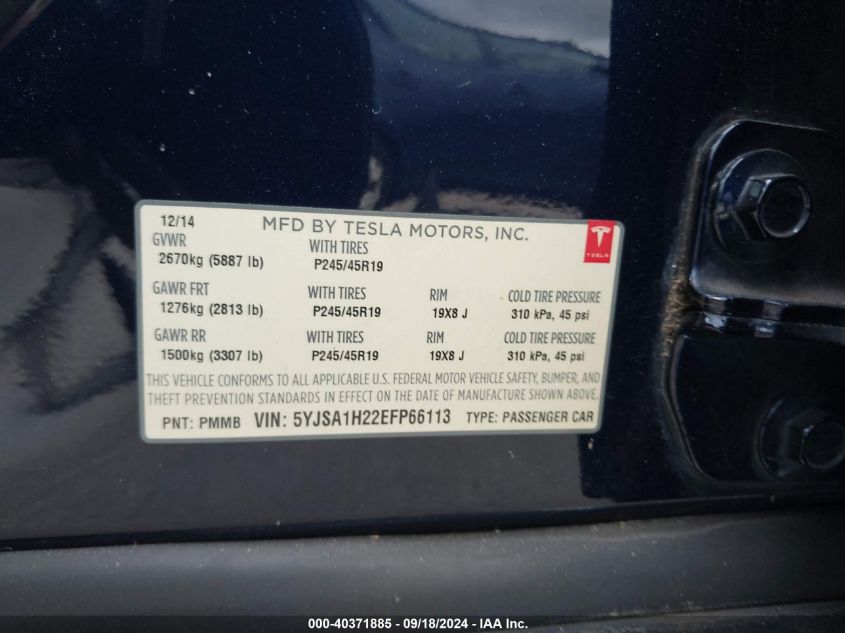 12/14
MFD BY TESLA MOTORS, INC.
GVWR WITH TIRES
2670kg (5887 lb) P245/45R19
TESLA
GAWR FRT WITH TIRES RIM COLD TIRE PRESSURE
1276kg (2813 lb) P245/45R19 19X8 J 310 kPa, 45 psi
GAWR RR WITH TIRES RIM COLD TIRE PRESSURE
1500kg (3307 lb) P245/45R19 19X8 J 310 kPa, 45 psi
THIS VEHICLE CONFORMS TO ALL APPLICABLE U.S. FEDERAL MOTOR VEHICLE SAFETY, BUMPER, AND
THEFT PREVENTION STANDARDS IN EFFECT ON THE DATE OF MANUFACTURE SHOWN ABOVE.
PNT: PMMB VIN: 5YJSA1H22EFP66113 TYPE: PASSENGER CAR
000-40371885 - 09/18/2024 - IAA Inc.